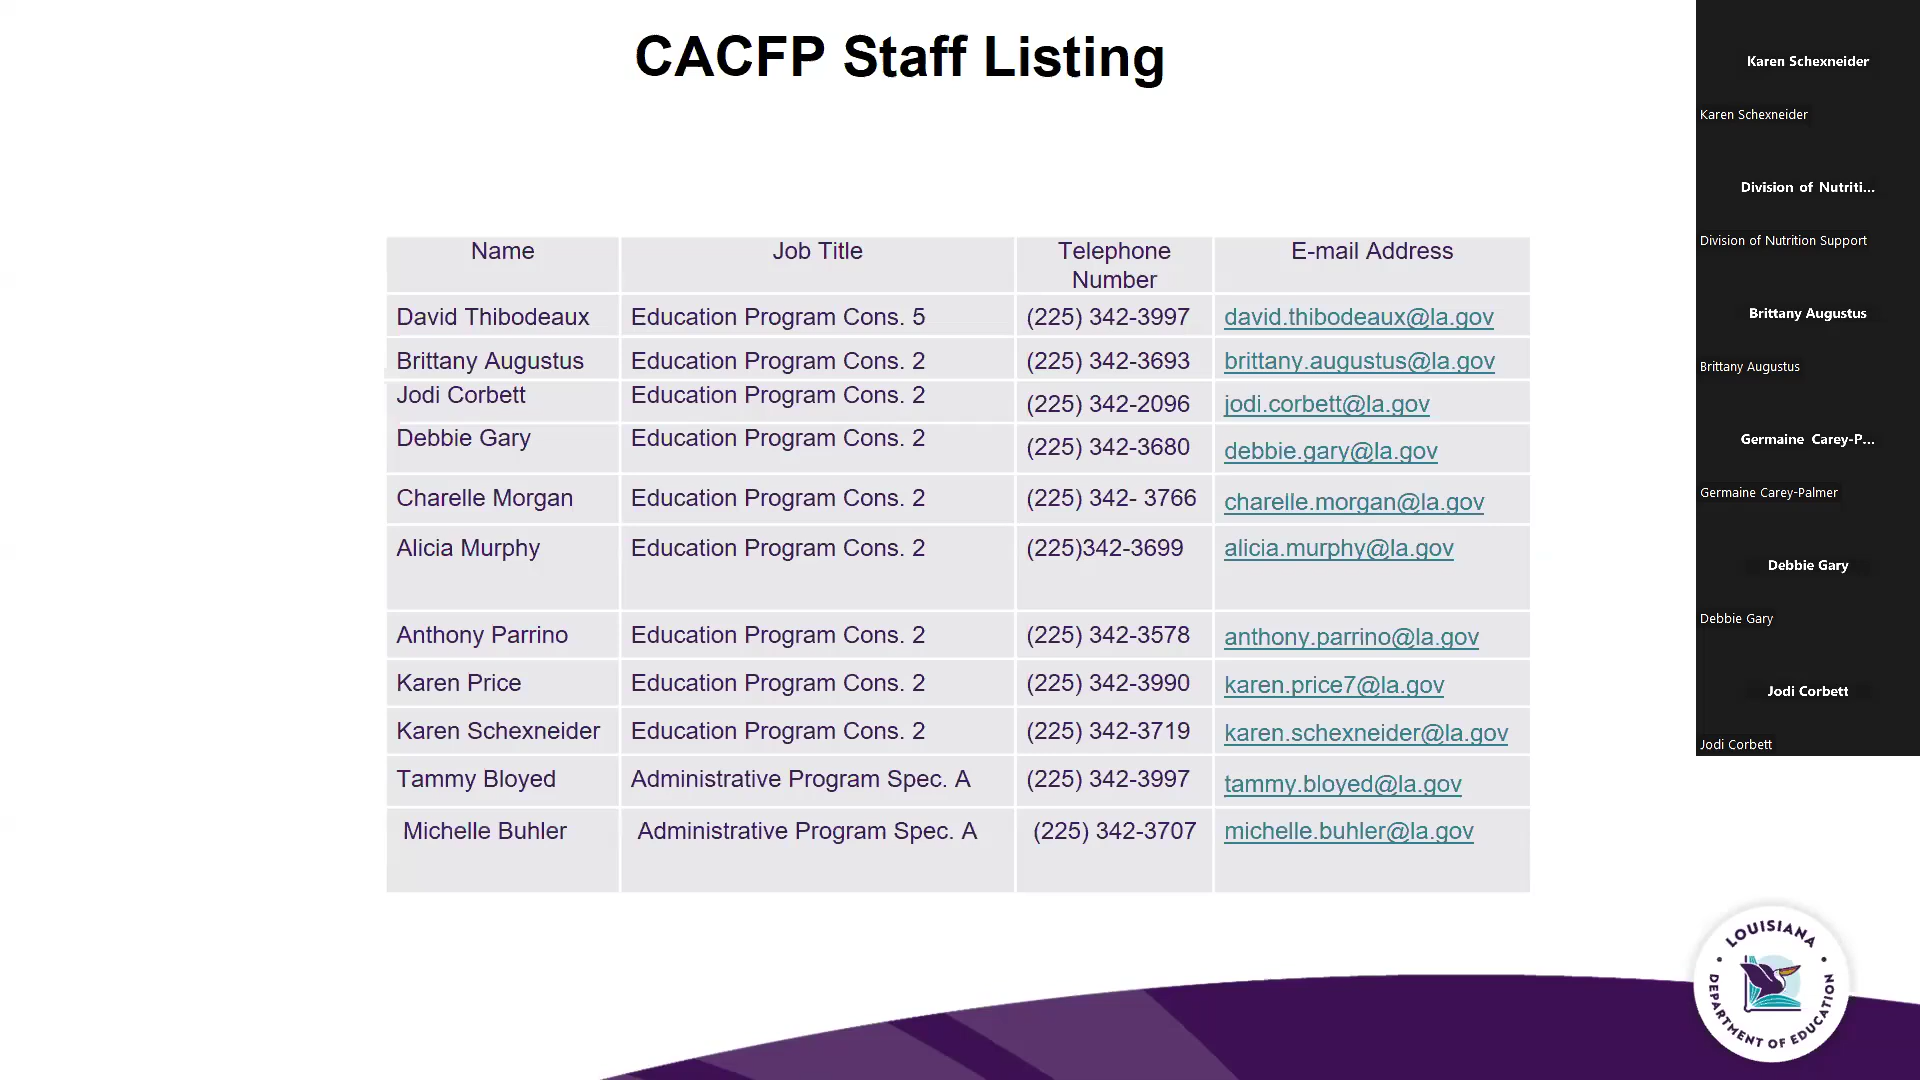 CACFP Staff Listing
Name Job Title Telephone Number E-mail Address
David Thibodeaux Education Program Cons. 5 (225) 342-3997 david.thibodeaux@la.gov
Brittany Augustus Education Program Cons. 2 (225) 342-3693 brittany.augustus@la.gov
Jodi Corbett Education Program Cons. 2 (225) 342-2096 jodi.corbett@la.gov
Debbie Gary Education Program Cons. 2 (225) 342-3680 debbie.gary@la.gov
Charelle Morgan Education Program Cons. 2 (225) 342- 3766 charelle.morgan@la.gov
Alicia Murphy Education Program Cons. 2 (225)342-3699 alicia.murphy@la.gov
Anthony Parrino Education Program Cons. 2 (225) 342-3578 anthony.parrino@la.gov
Karen Price Education Program Cons. 2 (225) 342-3990 karen.price7@la.gov
Karen Schexneider Education Program Cons. 2 (225) 342-3719 karen.schexneider@la.gov
Tammy Bloyed Administrative Program Spec. A (225) 342-3997 tammy.bloyed@la.gov
Michelle Buhler Administrative Program Spec. A (225) 342-3707 michelle.buhler@la.gov
Karen Schexneider
Karen Schexneider
Division of Nutriti...
Division of Nutrition Support
Brittany Augustus
Brittany Augustus
Germaine Carey-P...
Germaine Carey-Palmer
Debbie Gary
Debbie Gary
Jodi Corbett
Jodi Corbett
LOUISIANA
DEPARTMENT OF EDUCATION